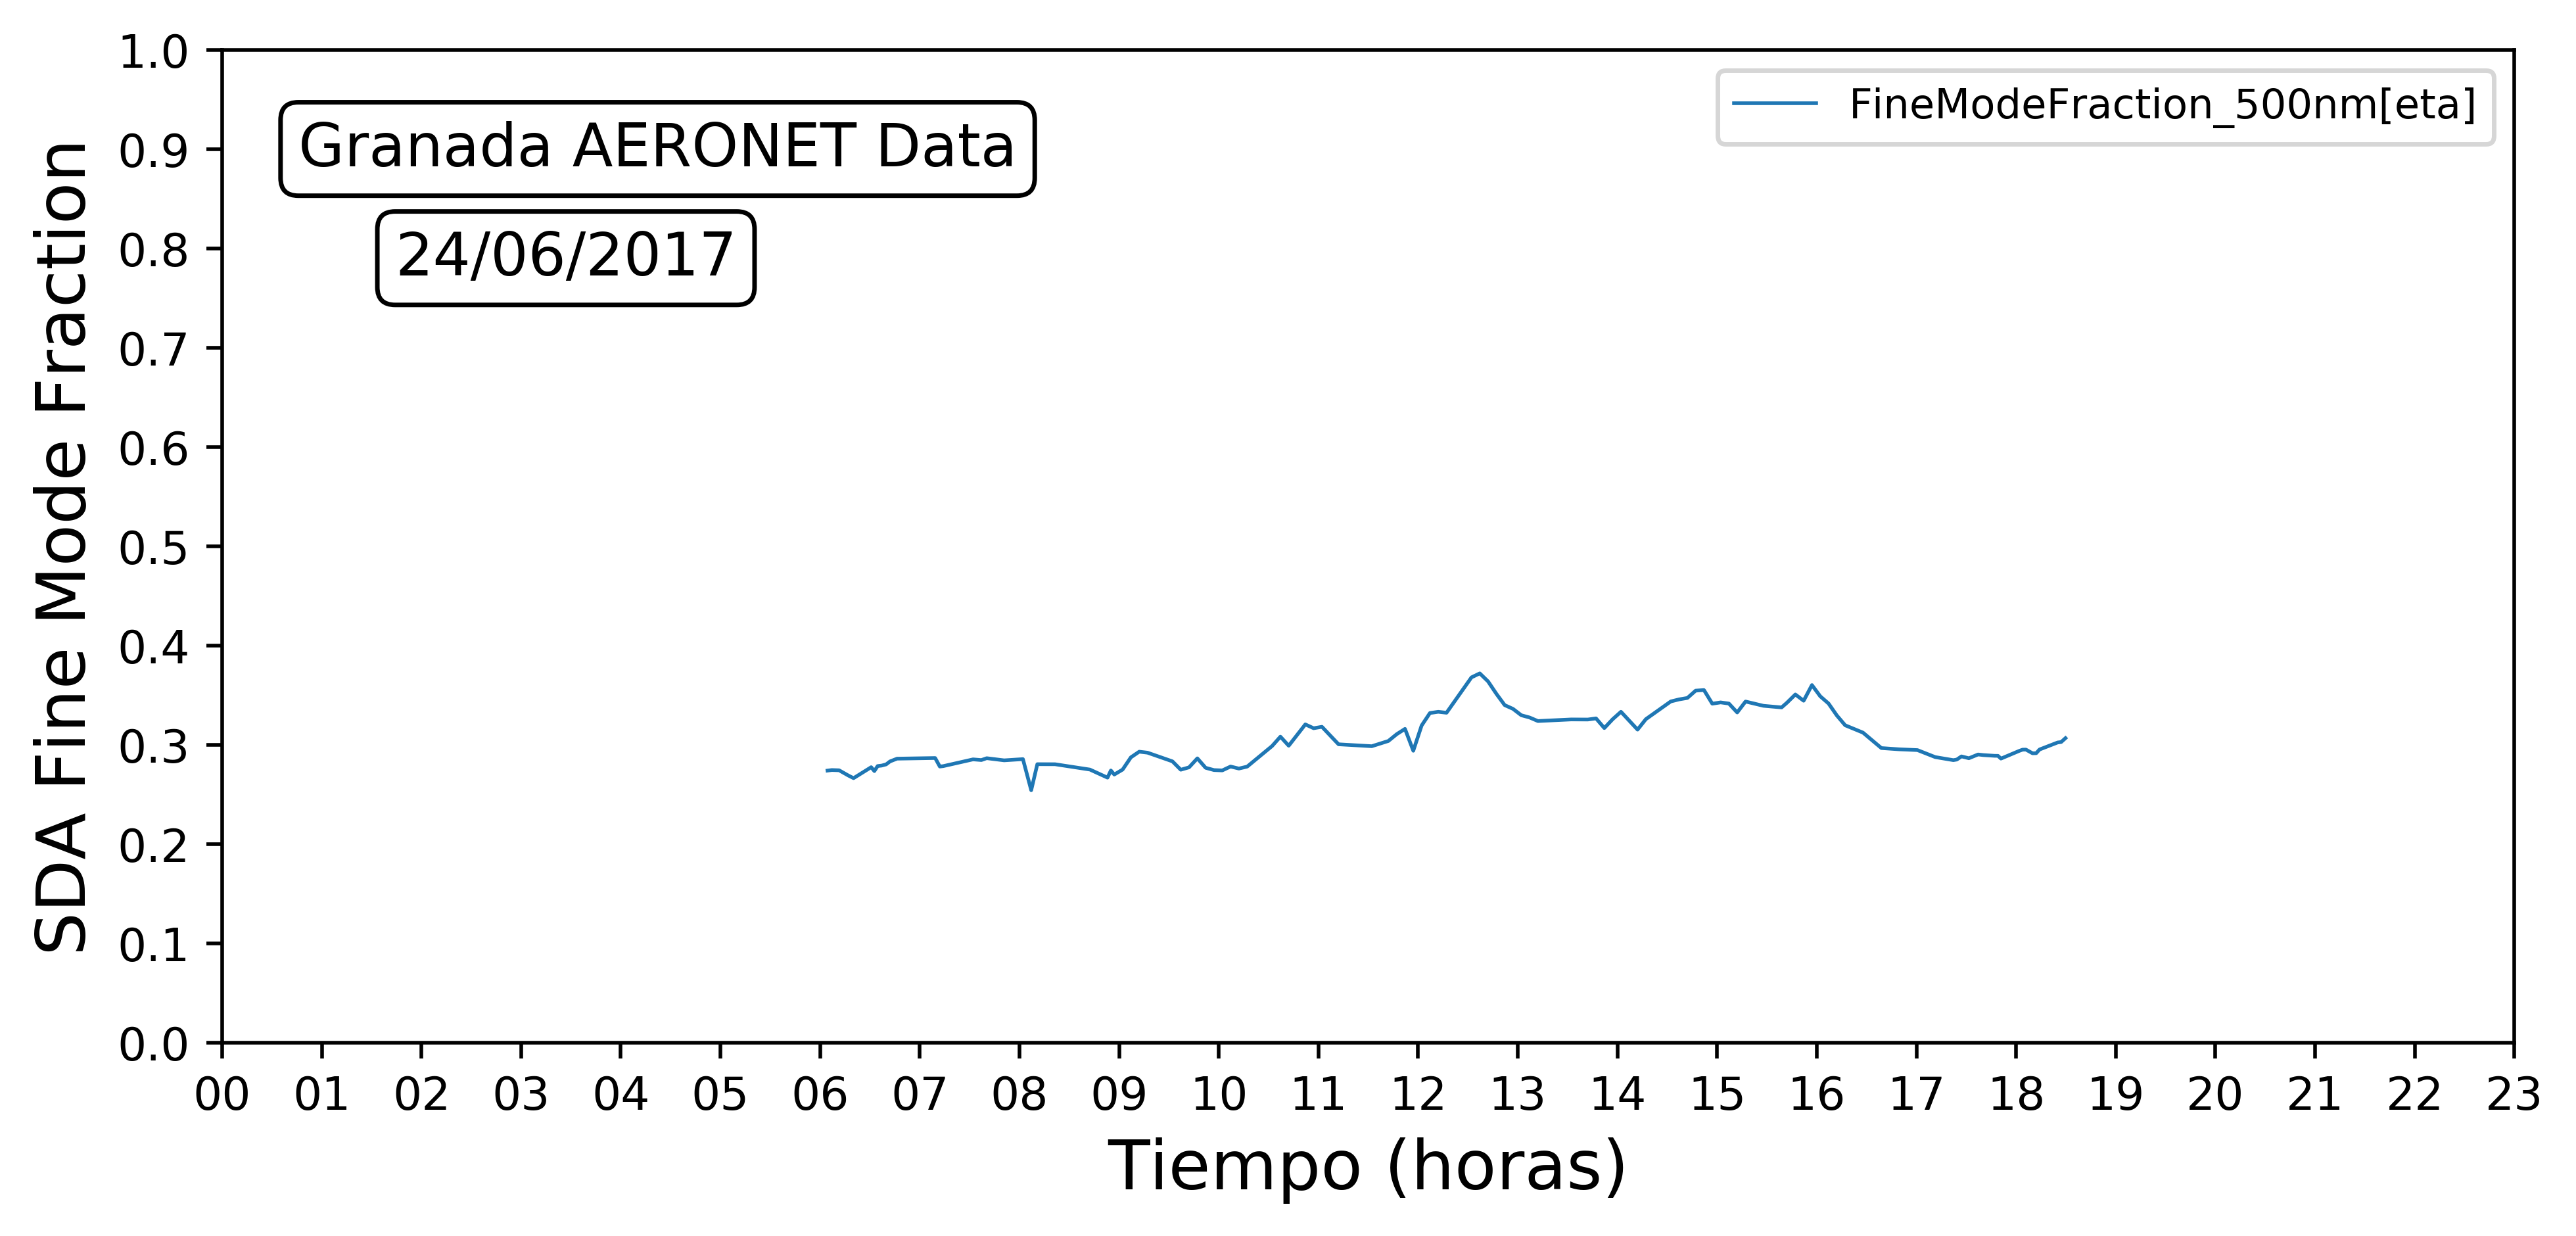 FineModeFraction_500nm[eta]
Granada AERONET Data
24/06/2017
SDA Fine Mode Fraction
1.0
0.9
0.8
0.7
0.6
0.5
0.4
0.3
0.2
0.1
0.0
00 01 02 03 04 05 06 07 08 09 10 11 12 13 14 15 16 17 18 19 20 21 22 23
Tiempo (horas)